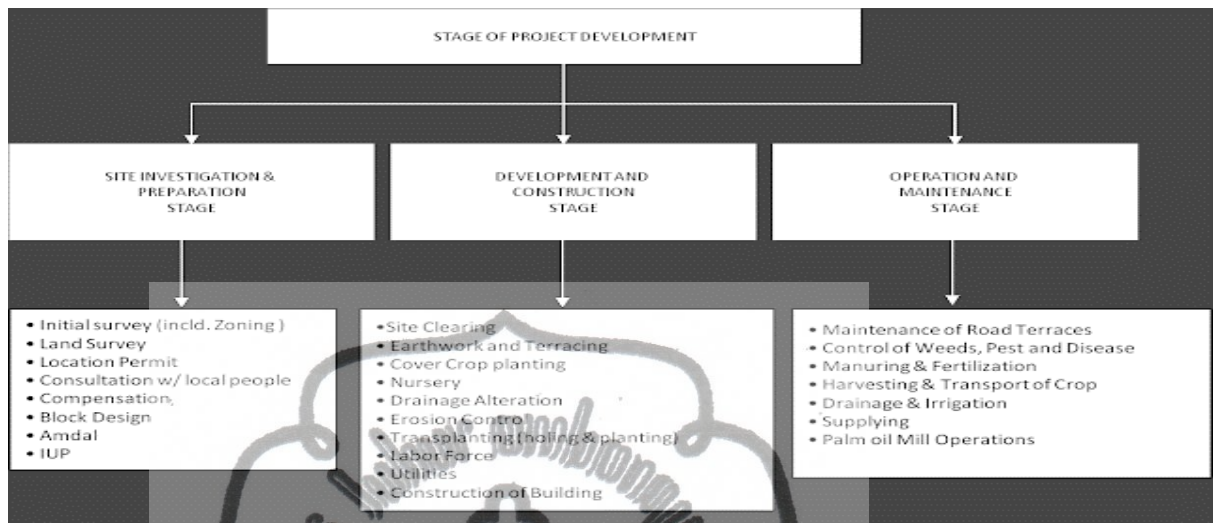 STAGE OF PROJECT DEVELOPMENT
SITE INVESTIGATION &
PREPARATION
STAGE
DEVELOPMENT AND
CONSTRUCTION
STAGE
OPERATION AND
MAINTENANCE
STAGE
• Initial survey (incld. Zoning )
• Land Survey
• Location Permit
• Consultation w/ local people
• Compensation
• Block Design
• Amdal
• IUP
• Site Clearing
• Earthwork and Terracing
• Cover Crop planting
• Nursery
• Drainage Alteration
• Erosion Control
• Transplanting (holing & planting)
• Labor Force
• Utilities
• Construction of Building
• Maintenance of Road Terraces
• Control of Weeds, Pest and Disease
• Manuring & Fertilization
• Harvesting & Transport of Crop
• Drainage & Irrigation
• Supplying
• Palm oil Mill Operations